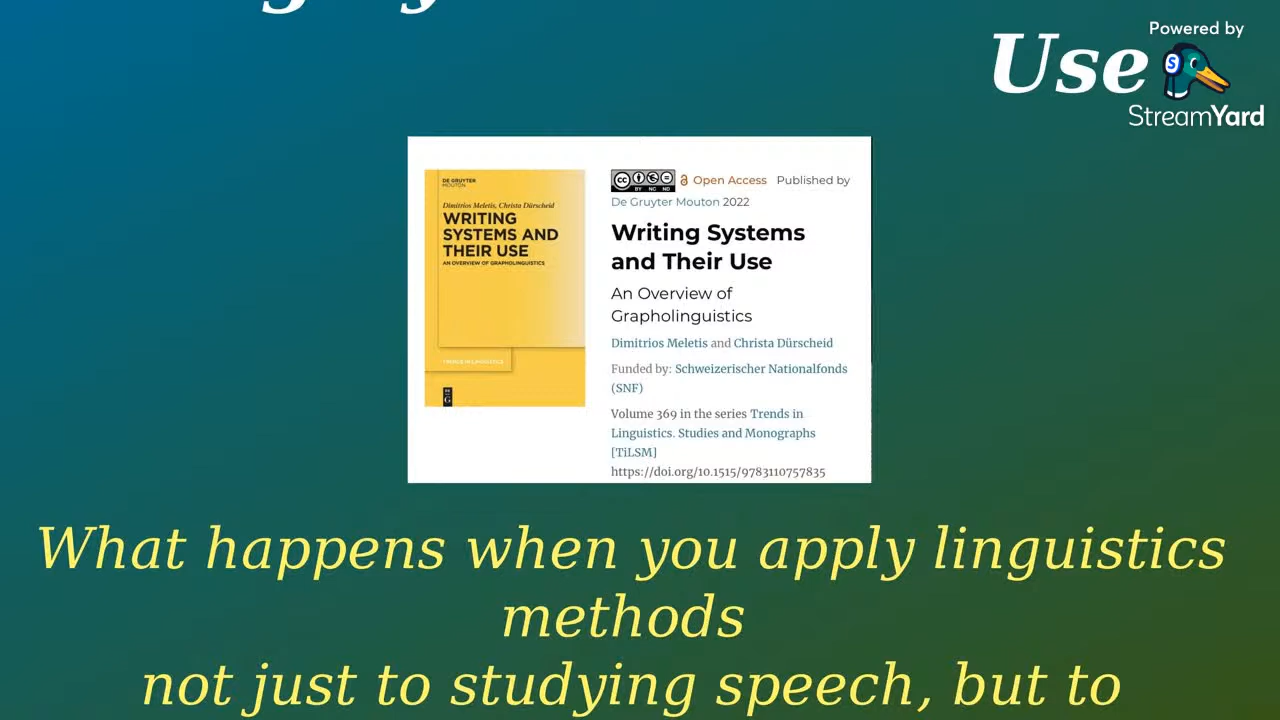 Use
Powered by
StreamYard
DE GRUYTER
MOUTON
Dimitrios Meletis, Christa Dürscheid
WRITING
SYSTEMS AND
THEIR USE
AN OVERVIEW OF GRAPHOLINGUISTICS
TRENDS IN LINGUISTICS
cc BY NC ND Open Access Published by
De Gruyter Mouton 2022
Writing Systems
and Their Use
An Overview of
Grapholinguistics
Dimitrios Meletis and Christa Dürscheid
Funded by: Schweizerischer Nationalfonds
(SNF)
Volume 369 in the series Trends in
Linguistics. Studies and Monographs
[TiLSM]
https://doi.org/10.1515/9783110757835
What happens when you apply linguistics
methods
not just to studying speech, but to